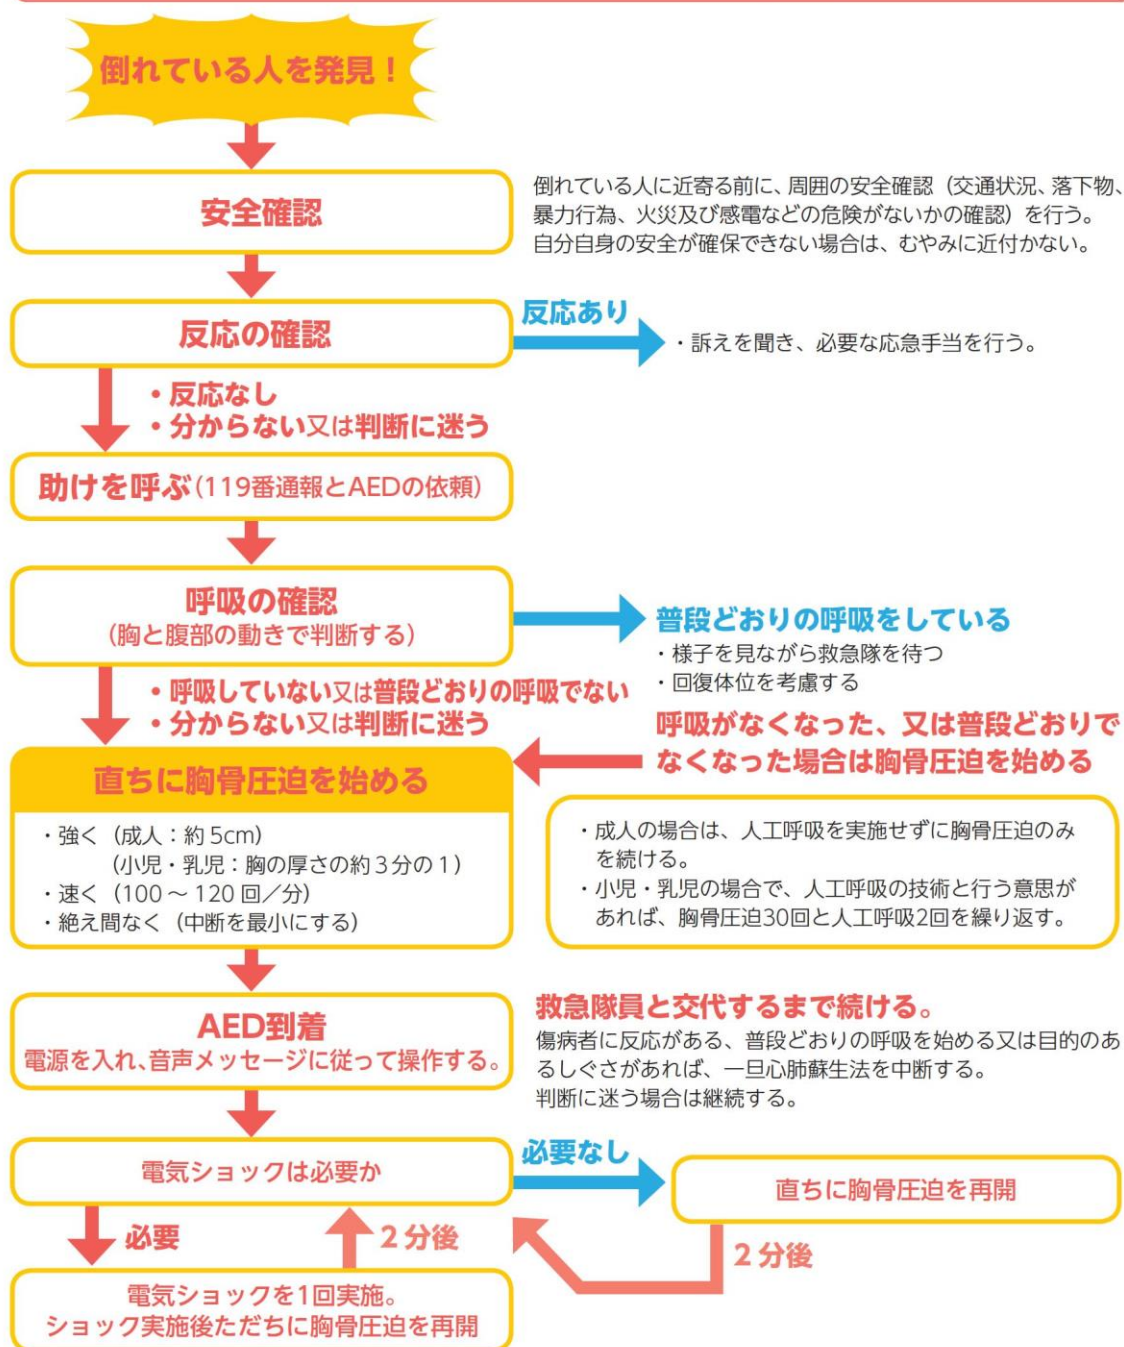 倒れている人を発見！
安全確認
倒れている人に近寄る前に、周囲の安全確認（交通状況、落下物、
暴力行為、火災及び感電などの危険がないかの確認）を行う。
自分自身の安全が確保できない場合は、むやみに近付かない。
反応の確認
反応あり
・訴えを聞き、必要な応急手当を行う。
・反応なし
・分からない又は判断に迷う
助けを呼ぶ（119番通報とAEDの依頼）
呼吸の確認
（胸と腹部の動きで判断する）
普段どおりの呼吸をしている
・様子を見ながら救急隊を待つ
・回復体位を考慮する
・呼吸していない又は普段どおりの呼吸でない
・分からない又は判断に迷う
呼吸がなくなった、又は普段どおりで
なくなった場合は胸骨圧迫を始める
直ちに胸骨圧迫を始める
・強く（成人：約5cm）
（小児・乳児：胸の厚さの約３分の１）
・速く（100～120回／分）
・絶え間なく（中断を最小にする）
・成人の場合は、人工呼吸を実施せずに胸骨圧迫のみ
を続ける。
・小児・乳児の場合で、人工呼吸の技術と行う意思が
あれば、胸骨圧迫30回と人工呼吸2回を繰り返す。
AED到着
電源を入れ、音声メッセージに従って操作する。
救急隊員と交代するまで続ける。
傷病者に反応がある、普段どおりの呼吸を始める又は目的のあ
るしぐさがあれば、一旦心肺蘇生法を中断する。
判断に迷う場合は継続する。
電気ショックは必要か
必要なし
直ちに胸骨圧迫を再開
必要
２分後
２分後
電気ショックを1回実施。
ショック実施後ただちに胸骨圧迫を再開